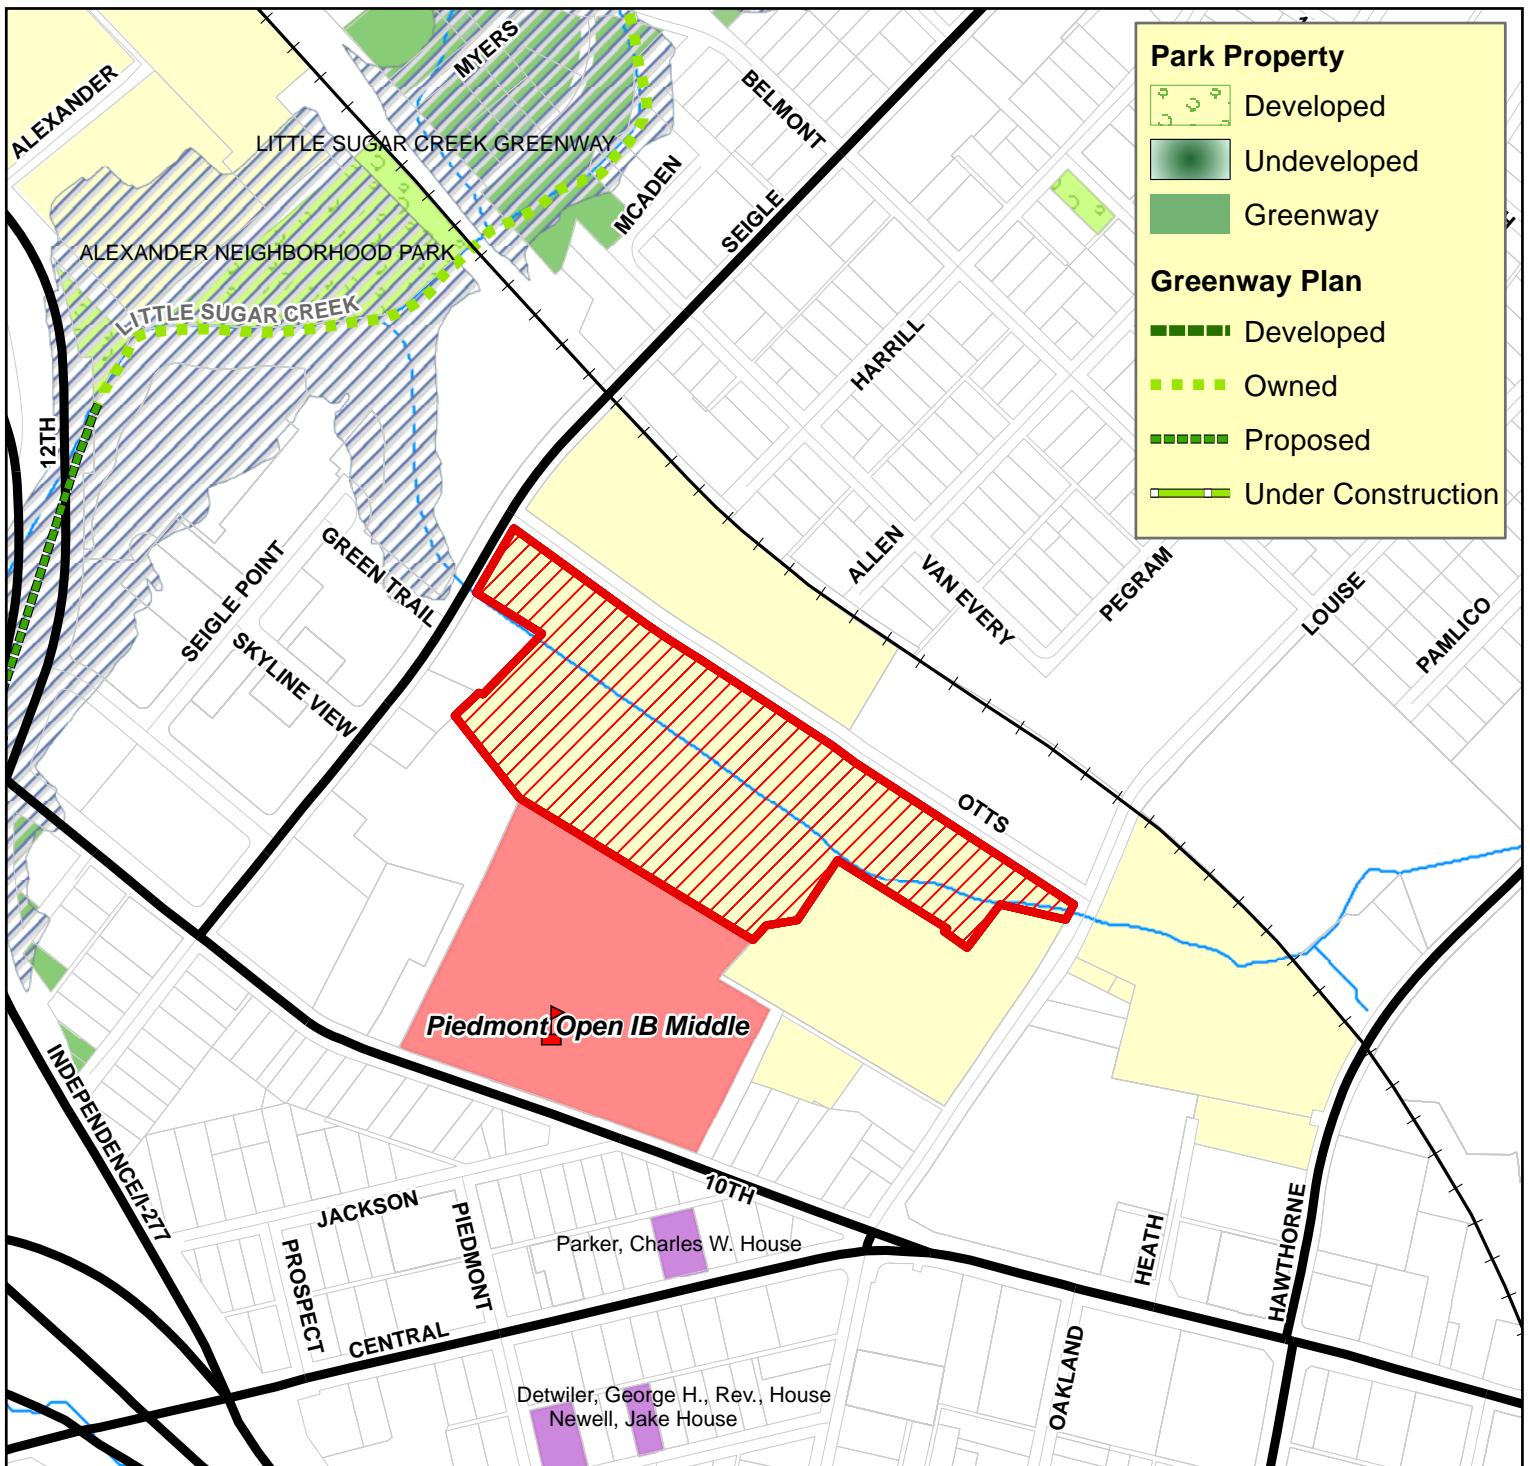 MYERS
BELMONT
ALEXANDER
LITTLE SUGAR CREEK GREENWAY
MCADEN
SEIGLE
ALEXANDER NEIGHBORHOOD PARK
LITTLE SUGAR CREEK
12TH
HARRILL
Park Property
Developed
Undeveloped
Greenway
Greenway Plan
Developed
Owned
Proposed
Under Construction
SEIGLE POINT
GREEN TRAIL
SKYLINE VIEW
ALLEN
VAN EVERY
PEGRAM
LOUISE
PAMLICO
OTTS
Piedmont Open IB Middle
INDEPENDENCE/I-277
JACKSON
PIEDMONT
PROSPECT
CENTRAL
10TH
Parker, Charles W. House
HEATH
HAWTHORNE
OAKLAND
Detwiler, George H., Rev., House
Newell, Jake House